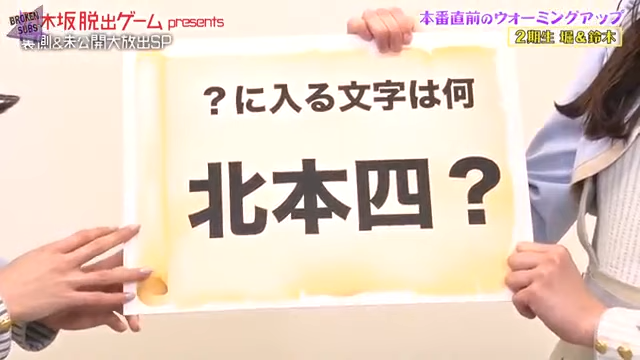 BROKEN SUBS
木坂脱出ゲーム presents
裏側&未公開大放出SP
本番直前のウォーミングアップ
2期生 堀&鈴木
?に入る文字は何
北本四?